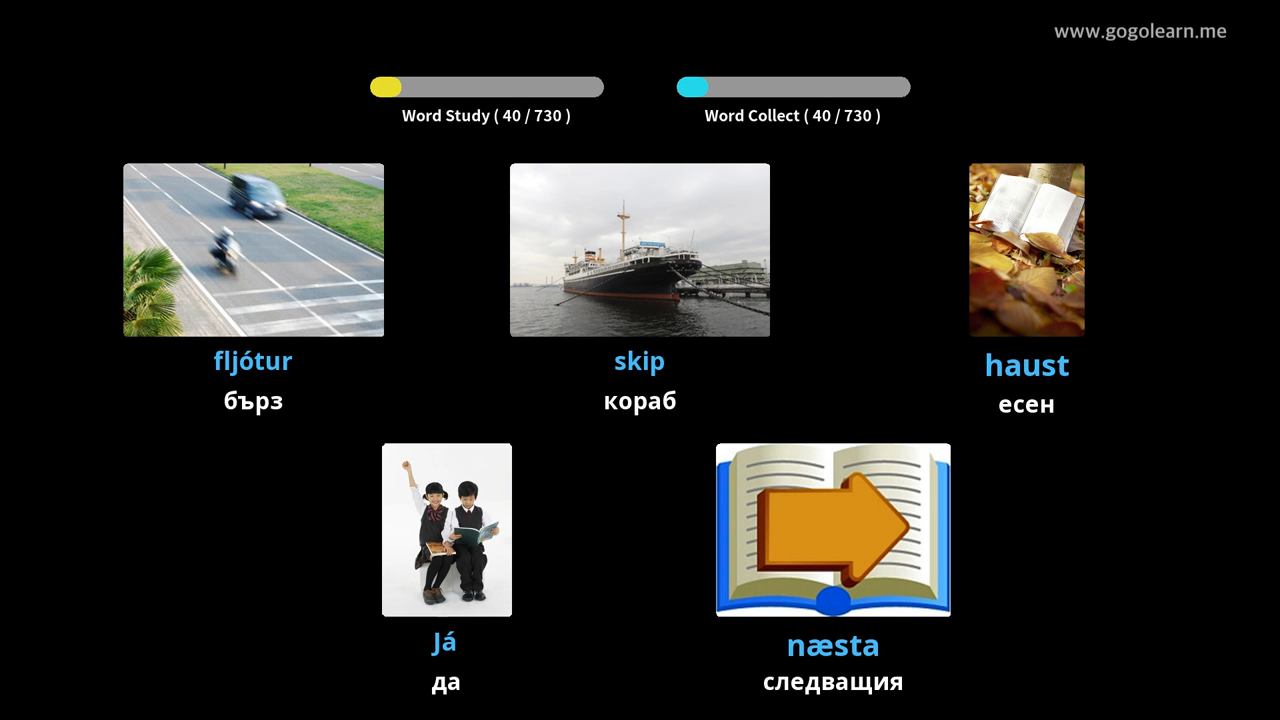 www.gogolearn.me
Word Study ( 40 / 730 )
Word Collect ( 40 / 730 )
fljótur
бърз
skip
кораб
haust
есен
Já
да
næsta
следващия